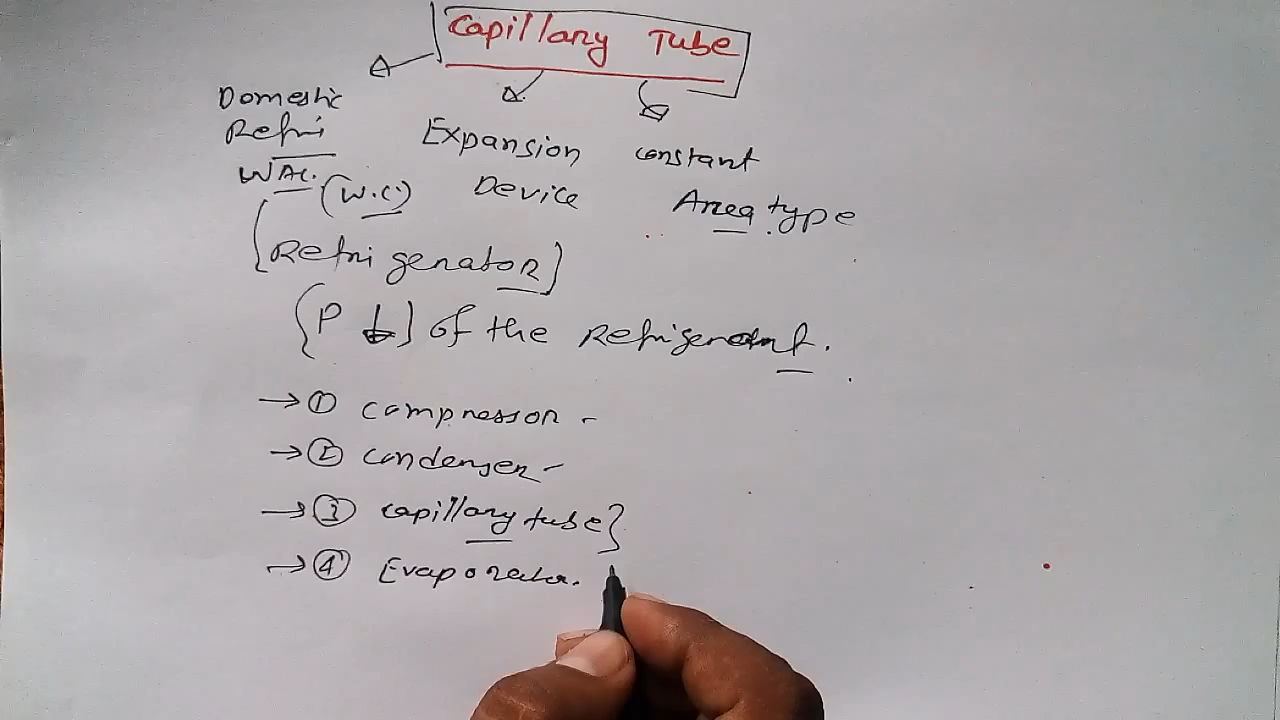 Capillary Tube
Domestic
Refri
WAC. (W.C.)
Expansion
Device
constant
Area type
[Refrigerator]
[P ↓] of the Refrigerant.
→ ① compressor -
→ ② condenser -
→ ③ capillary tube }
→ ④ Evaporator.